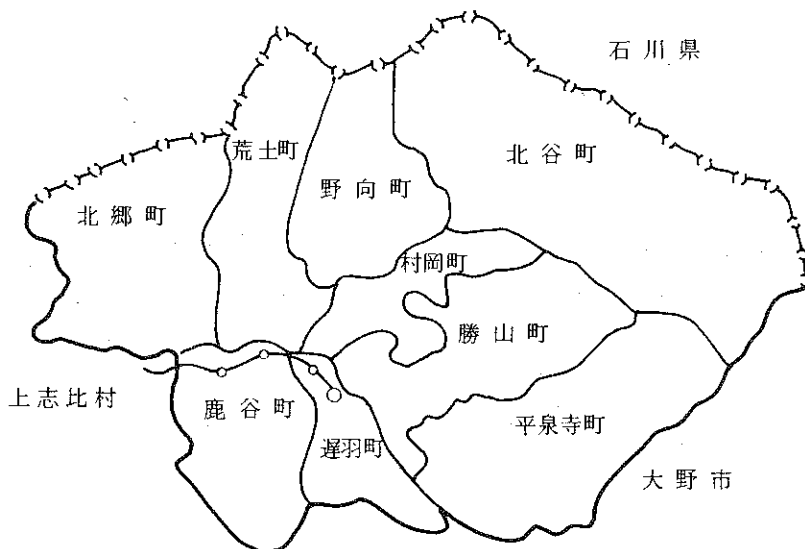 石川県
荒土町
北谷町
野向町
北郷町
村岡町
勝山町
上志比村
鹿谷町
平泉寺町
遅羽町
大野市